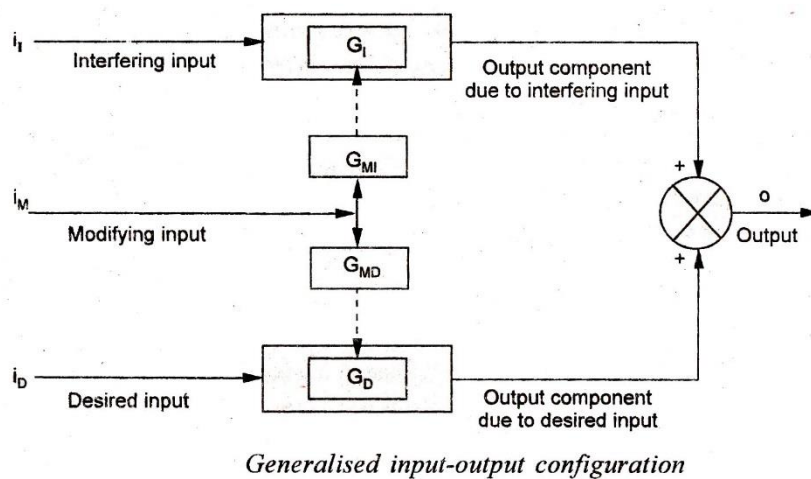 i_I
Interfering input
G_I
Output component
due to interfering input
G_MI
+
i_M
Modifying input
o
Output
G_MD
+
i_D
Desired input
G_D
Output component
due to desired input
Generalised input-output configuration